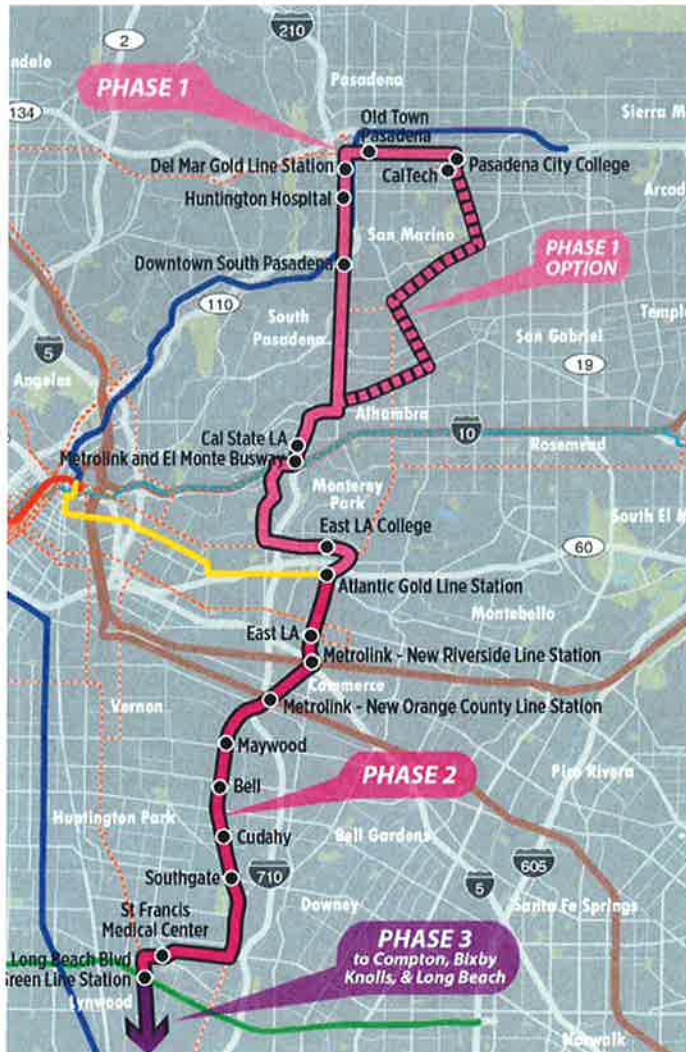 210
2
ndale
PHASE 1
Pasadena
134
Old Town
Pasadena
Sierra M
Del Mar Gold Line Station
Pasadena City College
CalTech
Arcad
Huntington Hospital
San Marino
Downtown South Pasadena
PHASE 1
OPTION
110
South
Pasadena
Temple
5
San Gabriel
19
Angeles
Alhambra
Cal State LA
10
Rosemead
Metrolink and El Monte Busway
Monterey
Park
South El M
East LA College
60
Atlantic Gold Line Station
Montebello
East LA
Metrolink - New Riverside Line Station
Commerce
Vernon
Metrolink - New Orange County Line Station
Maywood
PHASE 2
Pico Rivera
Bell
Huntington Park
Cudahy
Bell Gardens
605
Southgate
710
5
Downey
Santa Fe Springs
St Francis
Medical Center
PHASE 3
to Compton, Bixby
Knolls, & Long Beach
Long Beach Blvd
Green Line Station
Lynwood
Norwalk